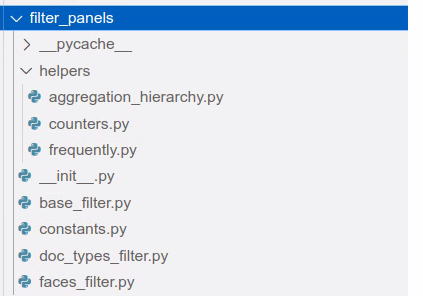 filter_panels
__pycache__
helpers
aggregation_hierarchy.py
counters.py
frequently.py
__init__.py
base_filter.py
constants.py
doc_types_filter.py
faces_filter.py